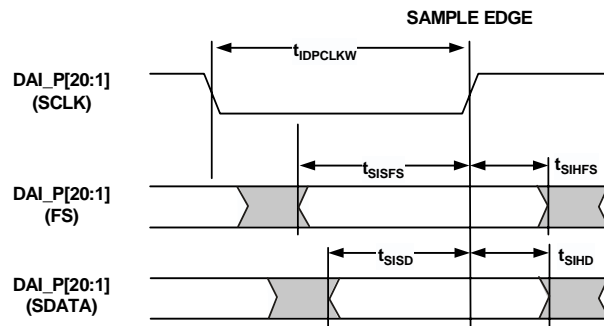 SAMPLE EDGE
tIDPCLKW
DAI_P[20:1]
(SCLK)
tSISFS
tSIHFS
DAI_P[20:1]
(FS)
tSISD
tSIHD
DAI_P[20:1]
(SDATA)